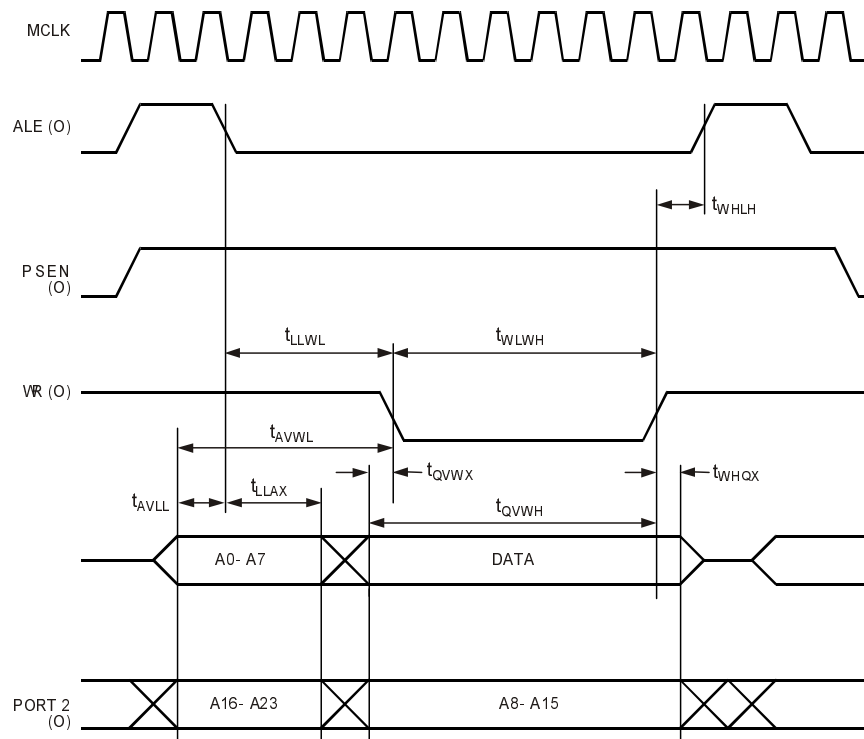 MCLK
ALE (O)
tWHLH
PSEN
(O)
tLLWL
tWLWH
WR (O)
tAVWL
tQVWX
tWHQX
tAVLL
tLLAX
tQVWH
A0- A7
DATA
PORT 2
(O)
A16- A23
A8- A15